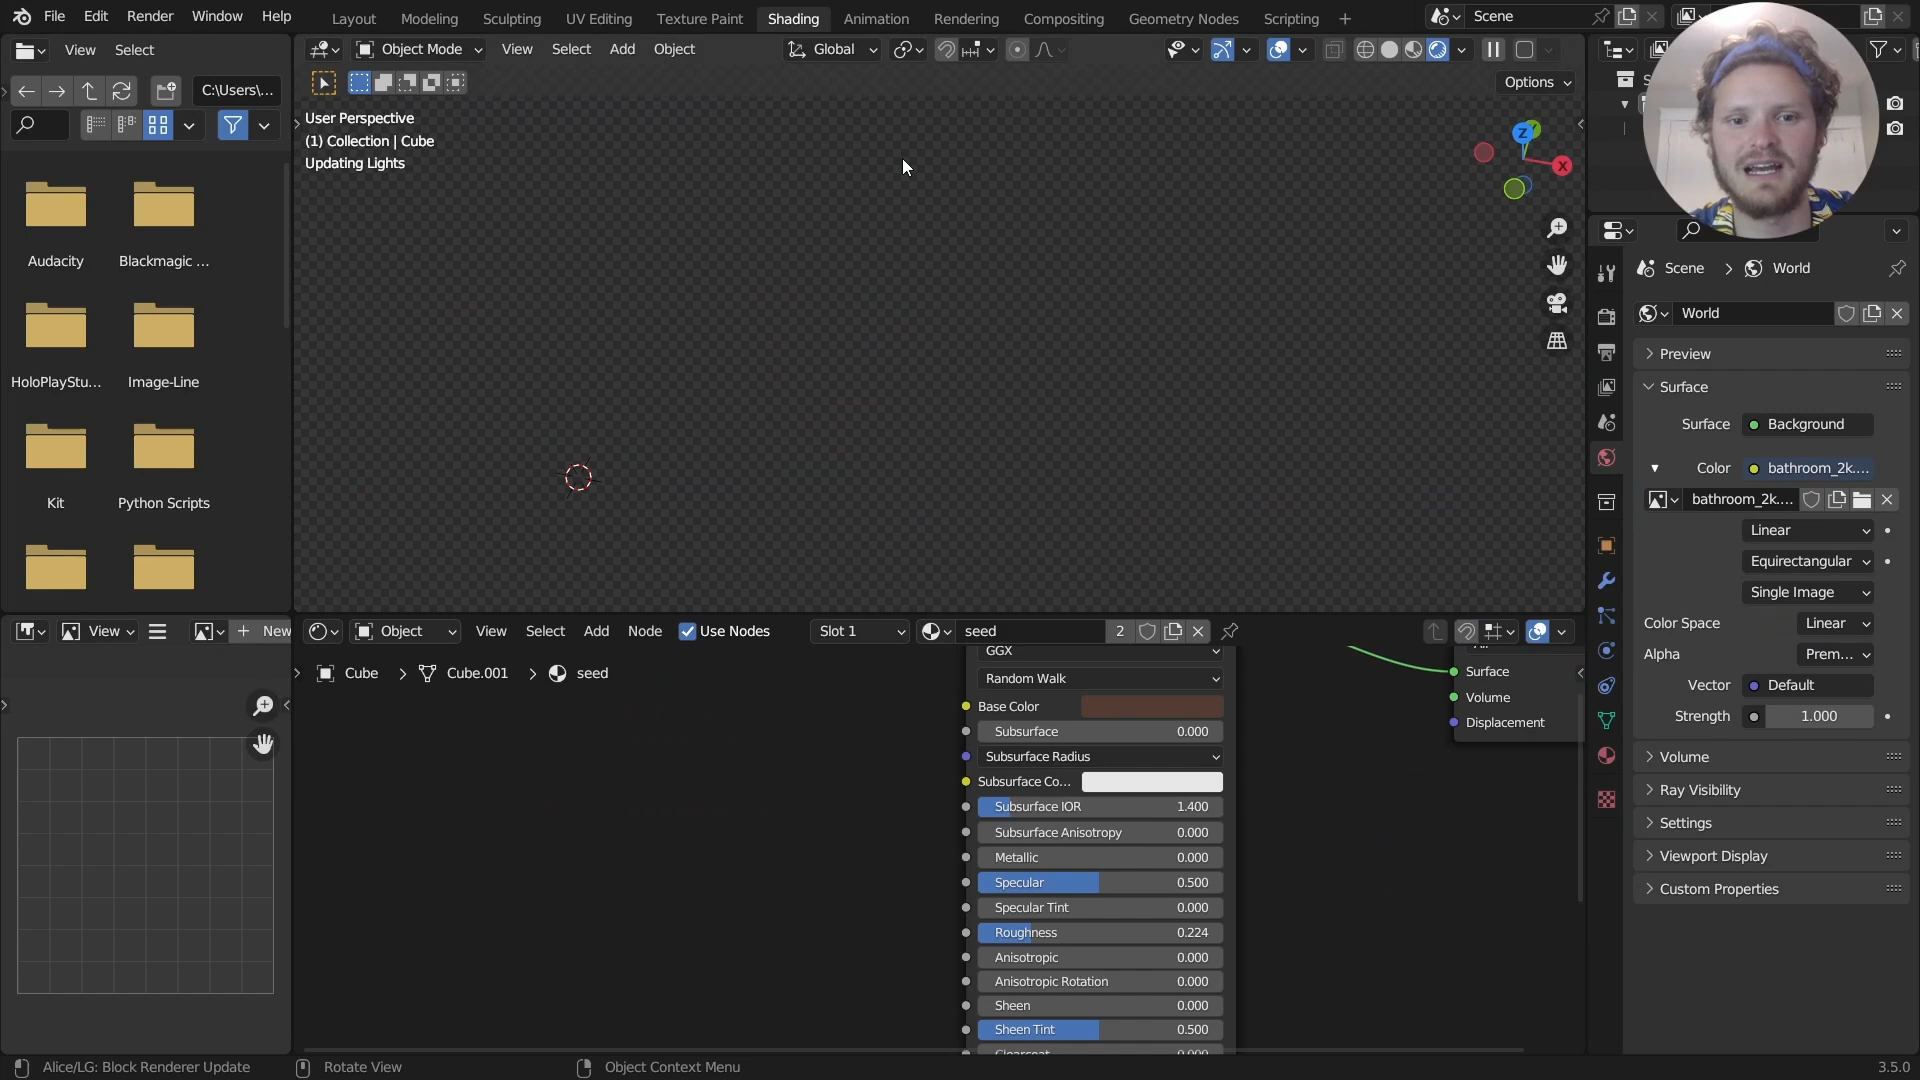 File Edit Render Window Help
Layout Modeling Sculpting UV Editing Texture Paint Shading Animation Rendering Compositing Geometry Nodes Scripting
Scene
View Select
Object Mode View Select Add Object
Global
C:\Users\...
Options
User Perspective
(1) Collection | Cube
Updating Lights
Z
X
Audacity Blackmagic ...
HoloPlayStu... Image-Line
Kit Python Scripts
Scene > World
World
Preview
Surface
Surface Background
Color bathroom_2k....
bathroom_2k....
Linear
Equirectangular
Single Image
Color Space Linear
Alpha Prem...
Vector Default
Strength 1.000
Volume
Ray Visibility
Settings
Viewport Display
Custom Properties
View New
Object View Select Add Node Use Nodes Slot 1 seed 2
Cube > Cube.001 > seed
GGX
Random Walk
Base Color
Subsurface 0.000
Subsurface Radius
Subsurface Co...
Subsurface IOR 1.400
Subsurface Anisotropy 0.000
Metallic 0.000
Specular 0.500
Specular Tint 0.000
Roughness 0.224
Anisotropic 0.000
Anisotropic Rotation 0.000
Sheen 0.000
Sheen Tint 0.500
Clearcoat 0.000
Surface
Volume
Displacement
Alice/LG: Block Renderer Update Rotate View Object Context Menu 3.5.0